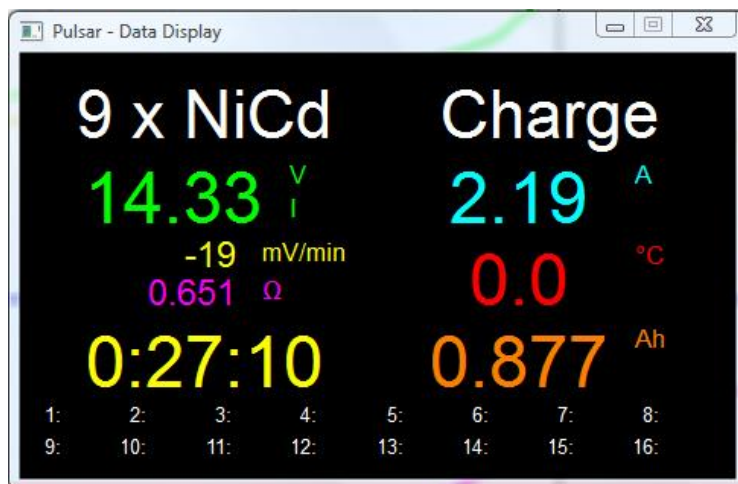 Pulsar - Data Display
9 x NiCd Charge
14.33 V I 2.19 A
-19 mV/min 0.0 °C
0.651 Ω
0:27:10 0.877 Ah
1: 2: 3: 4: 5: 6: 7: 8:
9: 10: 11: 12: 13: 14: 15: 16: